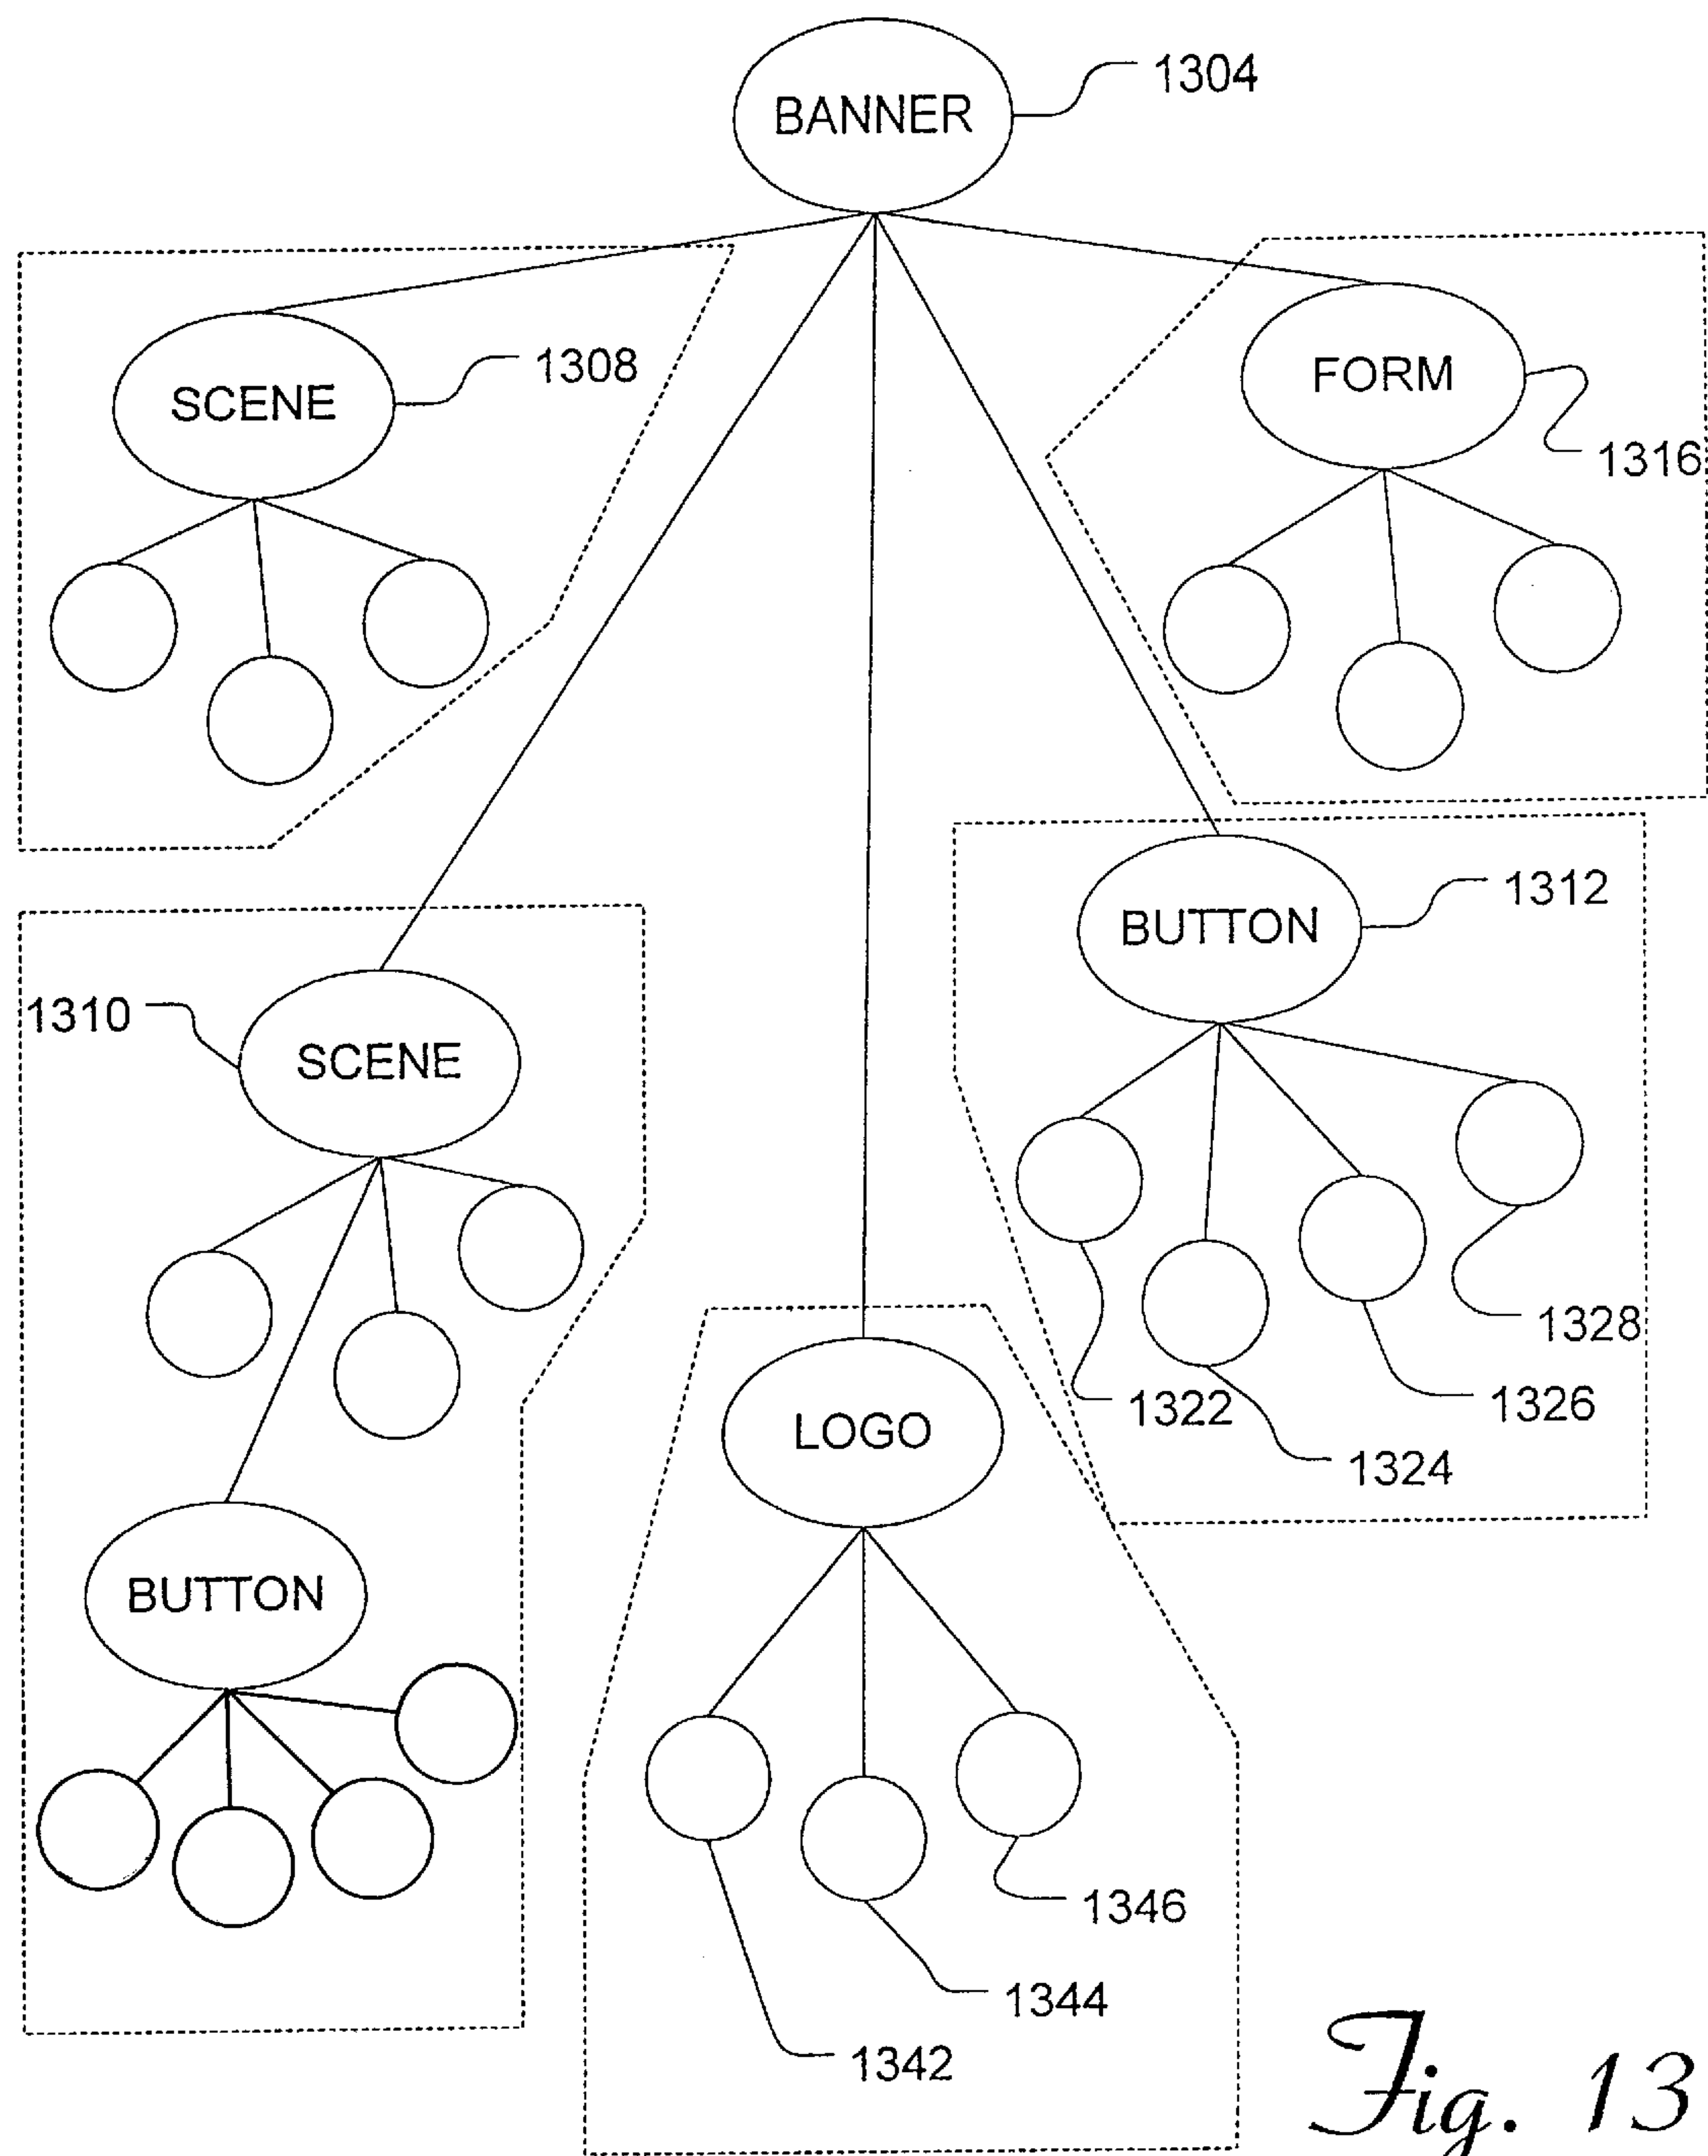 BANNER
1304
SCENE
1308
FORM
1316
BUTTON
1312
1310
SCENE
1322
1324
1326
1328
LOGO
BUTTON
1342
1344
1346
Fig. 13